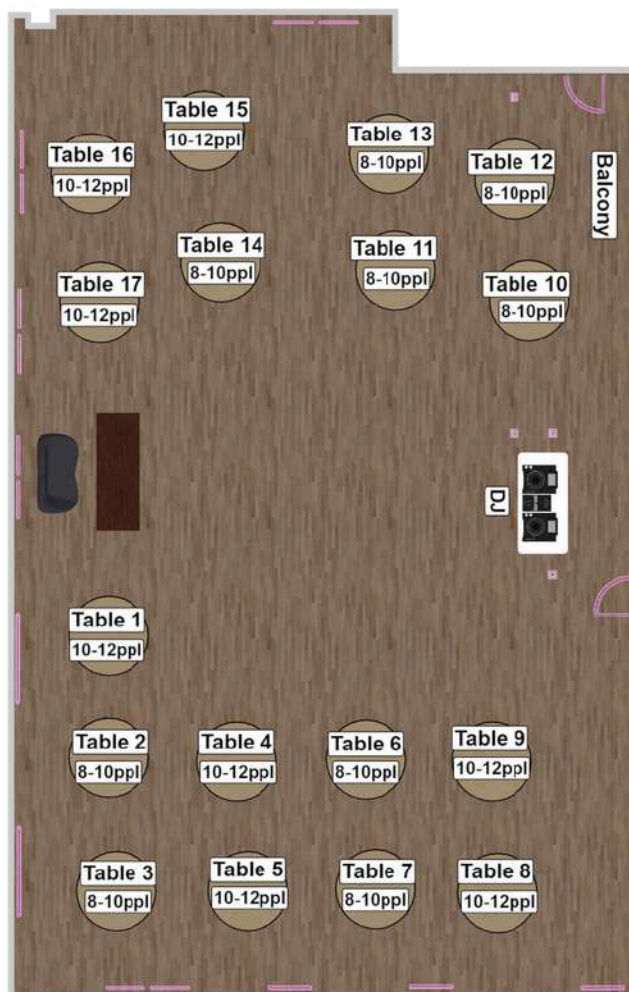 Table 15
10-12ppl
Table 13
8-10ppl
Table 16
10-12ppl
Table 12
8-10ppl
Balcony
Table 14
8-10ppl
Table 11
8-10ppl
Table 17
10-12ppl
Table 10
8-10ppl
DJ
Table 1
10-12ppl
Table 2
8-10ppl
Table 4
10-12ppl
Table 6
8-10ppl
Table 9
10-12ppl
Table 3
8-10ppl
Table 5
10-12ppl
Table 7
8-10ppl
Table 8
10-12ppl